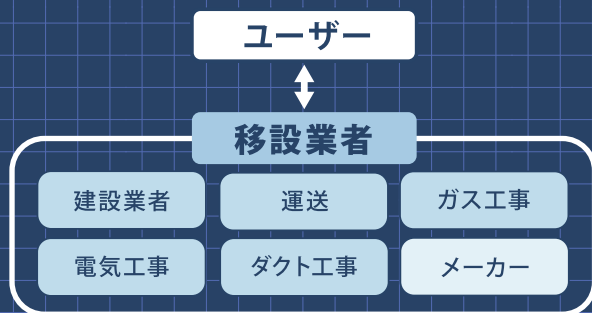 ユーザー
移設業者
建設業者
運送
ガス工事
電気工事
ダクト工事
メーカー